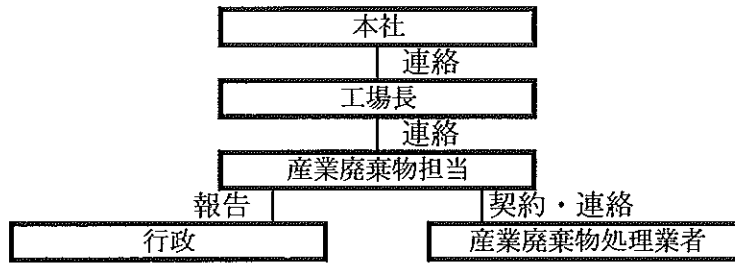 本社
連絡
工場長
連絡
産業廃棄物担当
報告
契約・連絡
行政
産業廃棄物処理業者